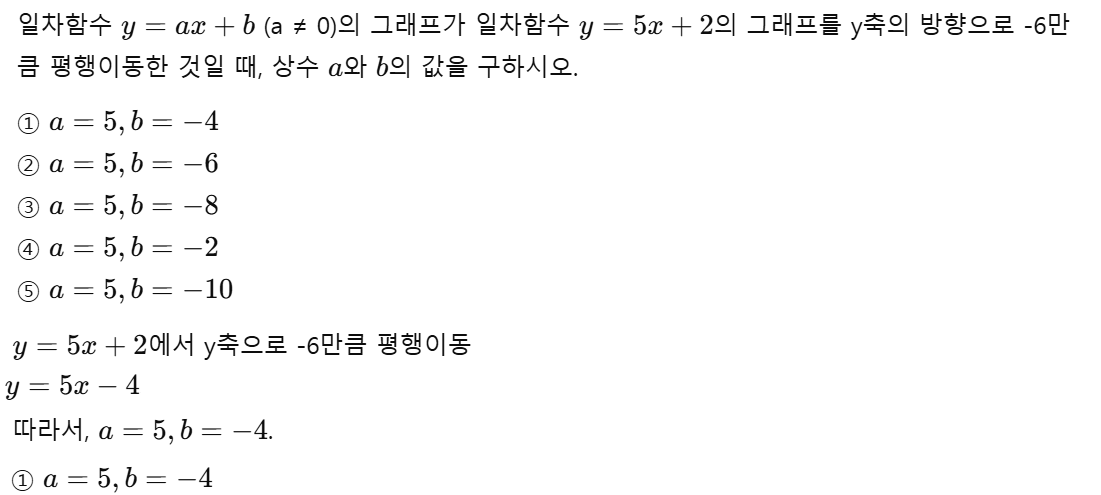 일차함수 y = ax + b (a ≠ 0)의 그래프가 일차함수 y = 5x + 2의 그래프를 y축의 방향으로 -6만
큼 평행이동한 것일 때, 상수 a와 b의 값을 구하시오.
① a = 5, b = −4
② a = 5, b = −6
③ a = 5, b = −8
④ a = 5, b = −2
⑤ a = 5, b = −10
y = 5x + 2에서 y축으로 -6만큼 평행이동
y = 5x − 4
따라서, a = 5, b = −4.
① a = 5, b = −4